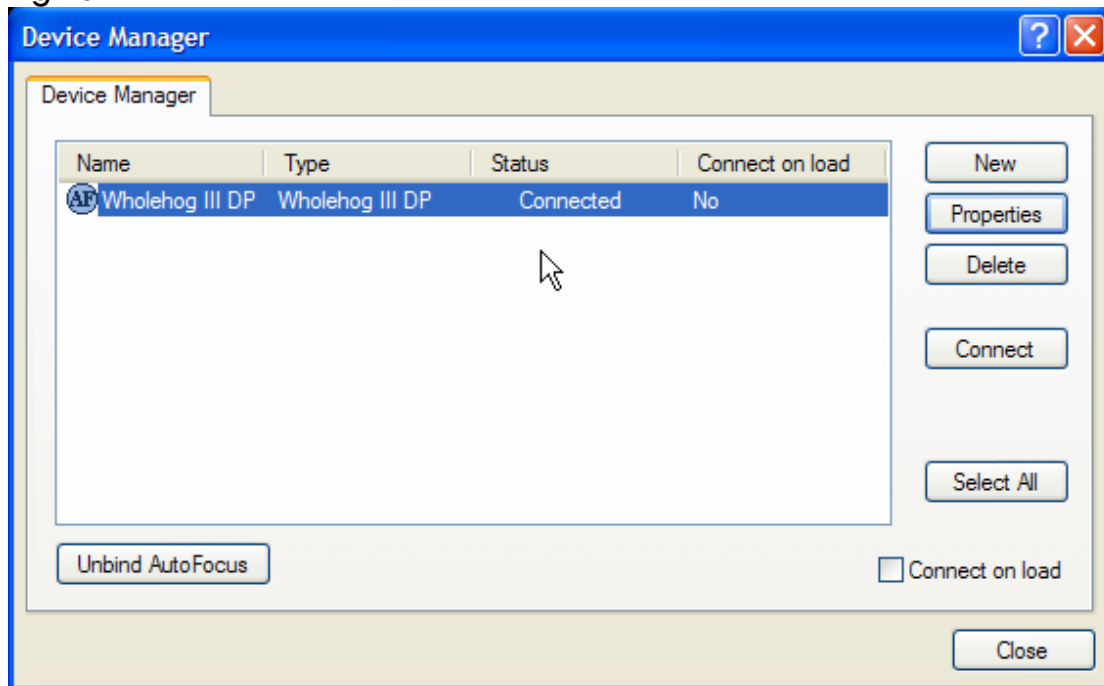 Device Manager
Device Manager
Name Type Status Connect on load
AF Wholehog III DP Wholehog III DP Connected No
New
Properties
Delete
Connect
Select All
Unbind AutoFocus
Connect on load
Close